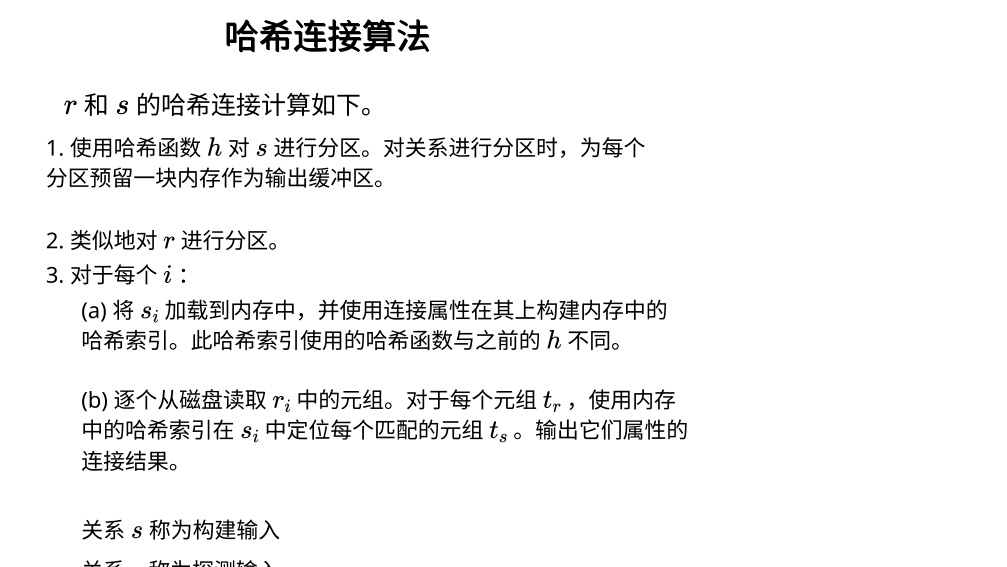 哈希连接算法
r 和 s 的哈希连接计算如下。
1. 使用哈希函数 h 对 s 进行分区。对关系进行分区时，为每个
分区预留一块内存作为输出缓冲区。
2. 类似地对 r 进行分区。
3. 对于每个 i：
(a) 将 s_i 加载到内存中，并使用连接属性在其上构建内存中的
哈希索引。此哈希索引使用的哈希函数与之前的 h 不同。
(b) 逐个从磁盘读取 r_i 中的元组。对于每个元组 t_r，使用内存
中的哈希索引在 s_i 中定位每个匹配的元组 t_s 。输出它们属性的
连接结果。
关系 s 称为构建输入